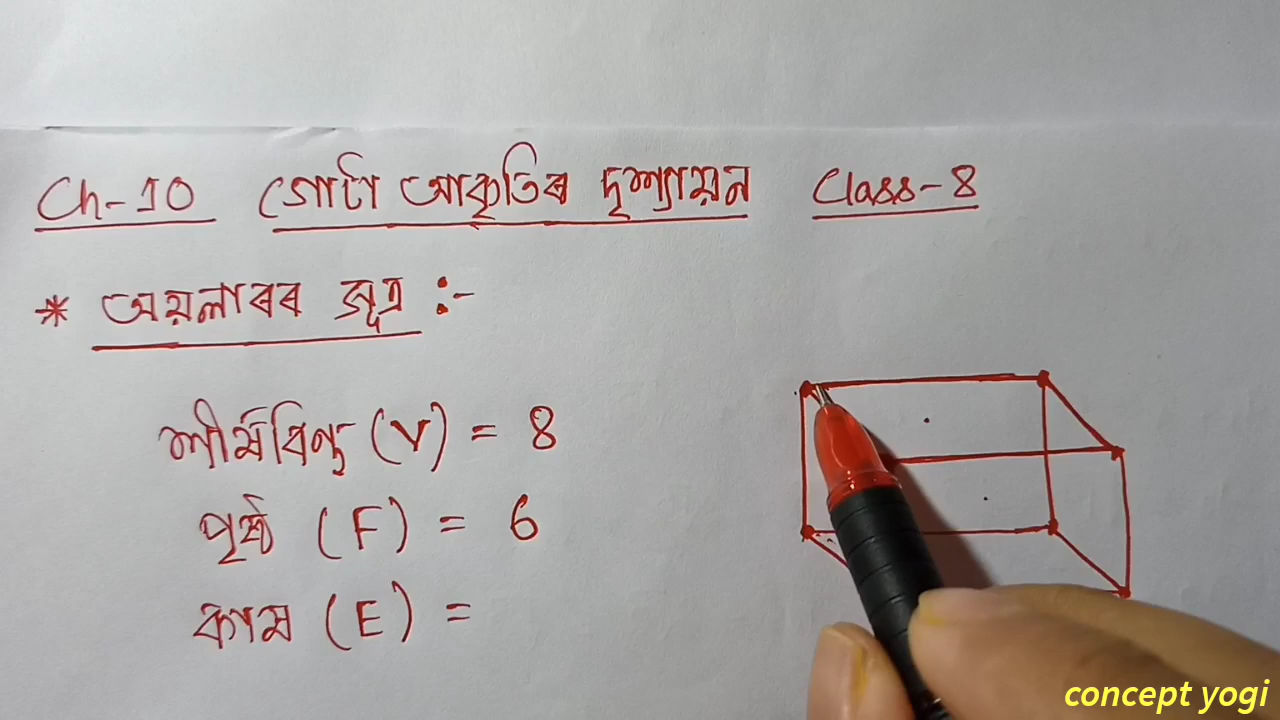 Ch-10 গোটা আকৃতিৰ দৃশ্যায়ন Class-8
* অয়লাৰৰ সূত্ৰ :-
শীৰ্ষবিন্দু (V) = 8
পৃষ্ঠ (F) = 6
কাষ (E) =
concept yogi